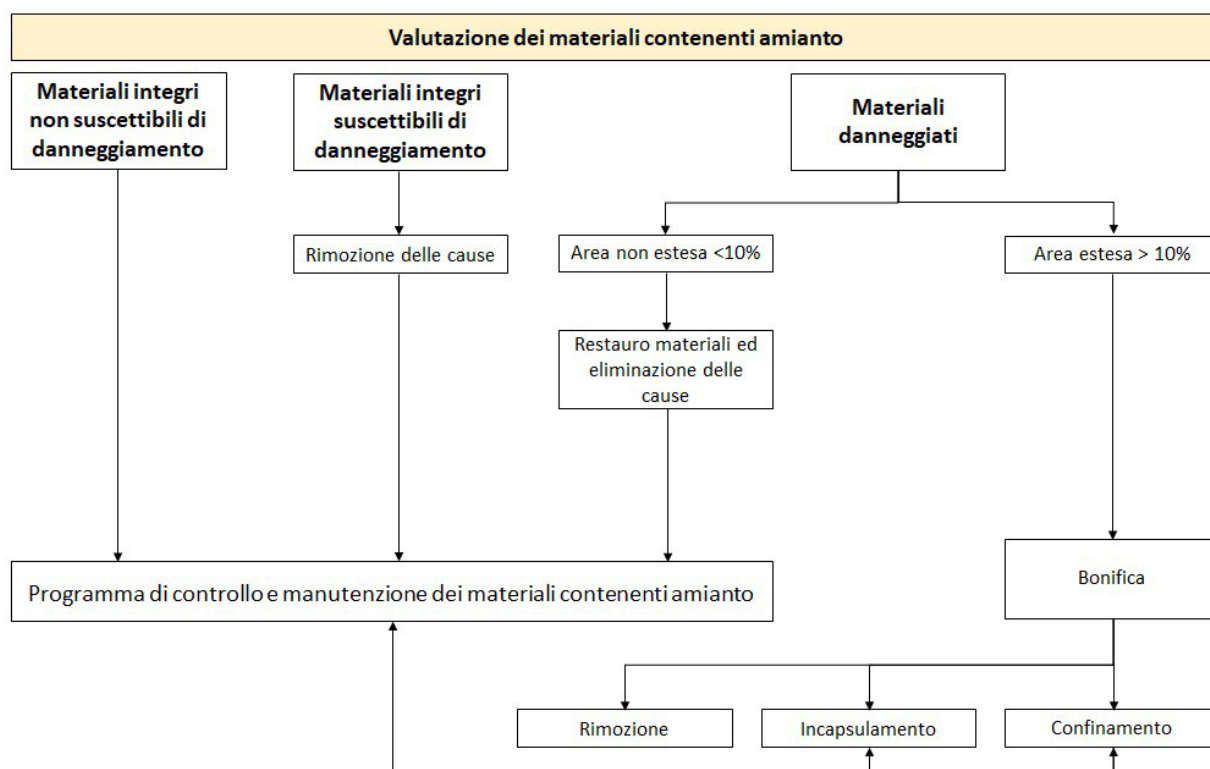 Valutazione dei materiali contenenti amianto
Materiali integri
non suscettibili di
danneggiamento
Materiali integri
suscettibili di
danneggiamento
Materiali
danneggiati
Rimozione delle cause
Area non estesa <10%
Area estesa > 10%
Restauro materiali ed
eliminazione delle
cause
Programma di controllo e manutenzione dei materiali contenenti amianto
Bonifica
Rimozione
Incapsulamento
Confinamento